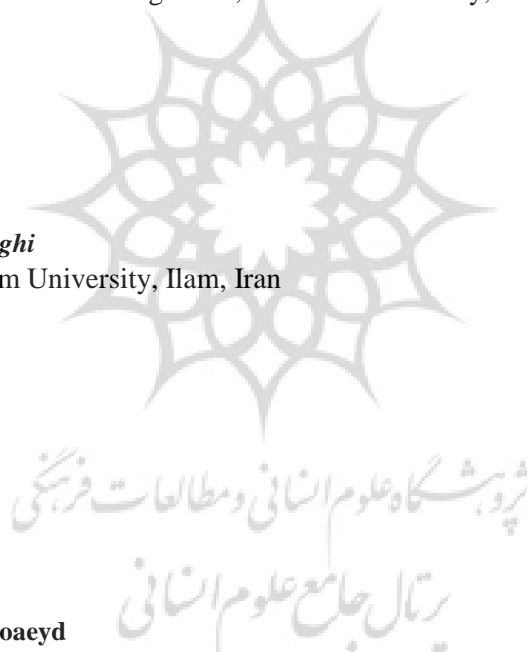 ghi
m University, Ilam, Iran
پژوهشگاه علوم انسانی و مطالعات فرهنگی
پرتال جامع علوم انسانی
oaeyd